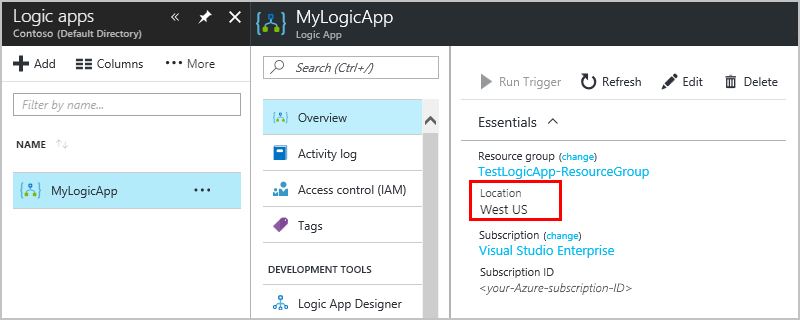 Logic apps
Contoso (Default Directory)
Add
Columns
More
Filter by name...
NAME
MyLogicApp
MyLogicApp
Logic App
Search (Ctrl+/)
Overview
Activity log
Access control (IAM)
Tags
DEVELOPMENT TOOLS
Logic App Designer
Run Trigger
Refresh
Edit
Delete
Essentials
Resource group (change)
TestLogicApp-ResourceGroup
Location
West US
Subscription (change)
Visual Studio Enterprise
Subscription ID
<your-Azure-subscription-ID>